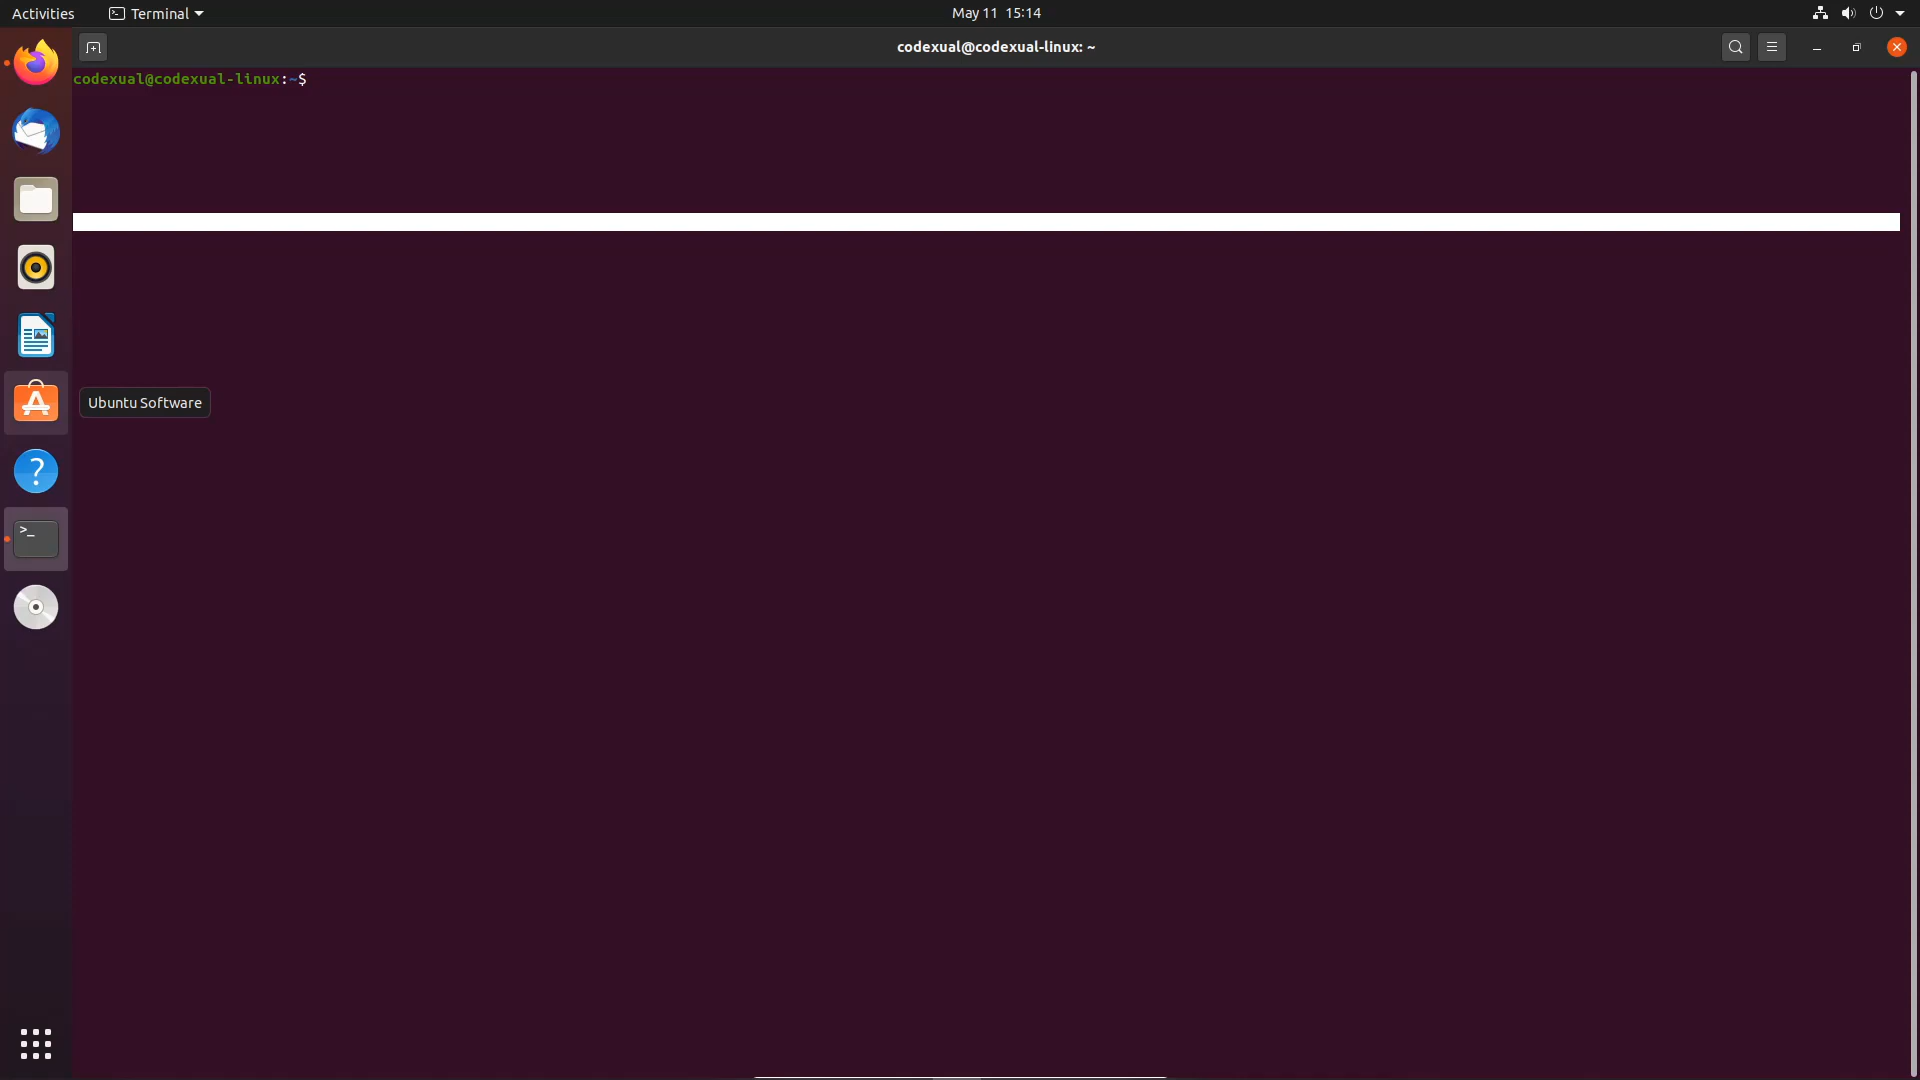 Activities
Terminal
May 11 15:14
codexual@codexual-linux: ~
codexual@codexual-linux:~$
Ubuntu Software
?
>_